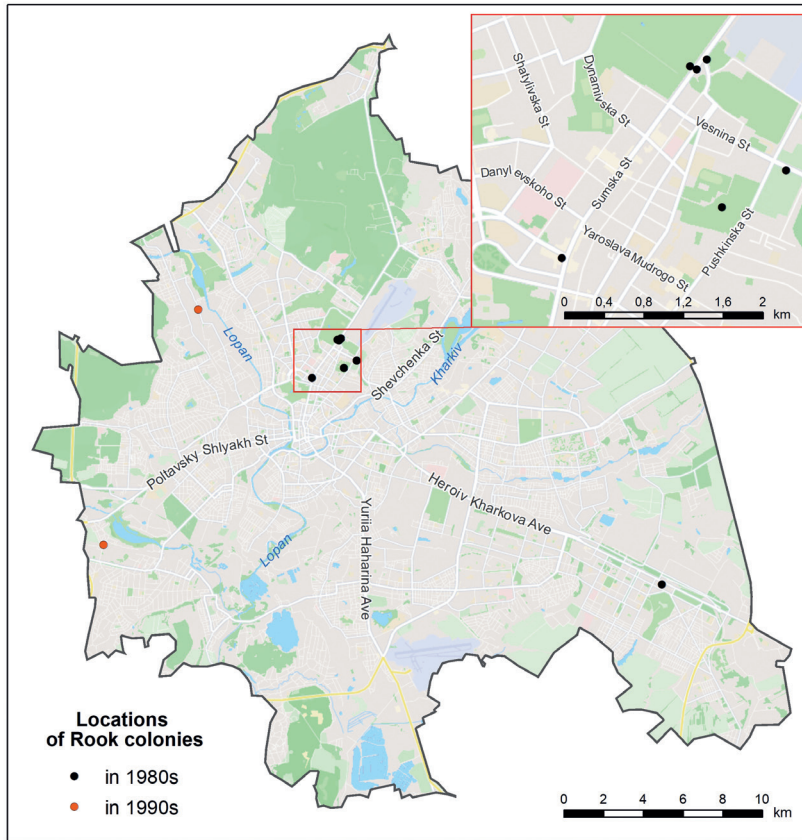 Shatylivska St
Dynamivska St
Vesnina St
Danyl evskoho St
Sumska St
Yaroslava Mudrogo St
Pushkinska St
0 0,4 0,8 1,2 1,6 2
km
Lopan
Shevchenka St
Kharkiv
Poltavsky Shlyakh St
Heroiv Kharkova Ave
Yuriia Haharina Ave
Lopan
Locations
of Rook colonies
in 1980s
in 1990s
0 2 4 6 8 10
km